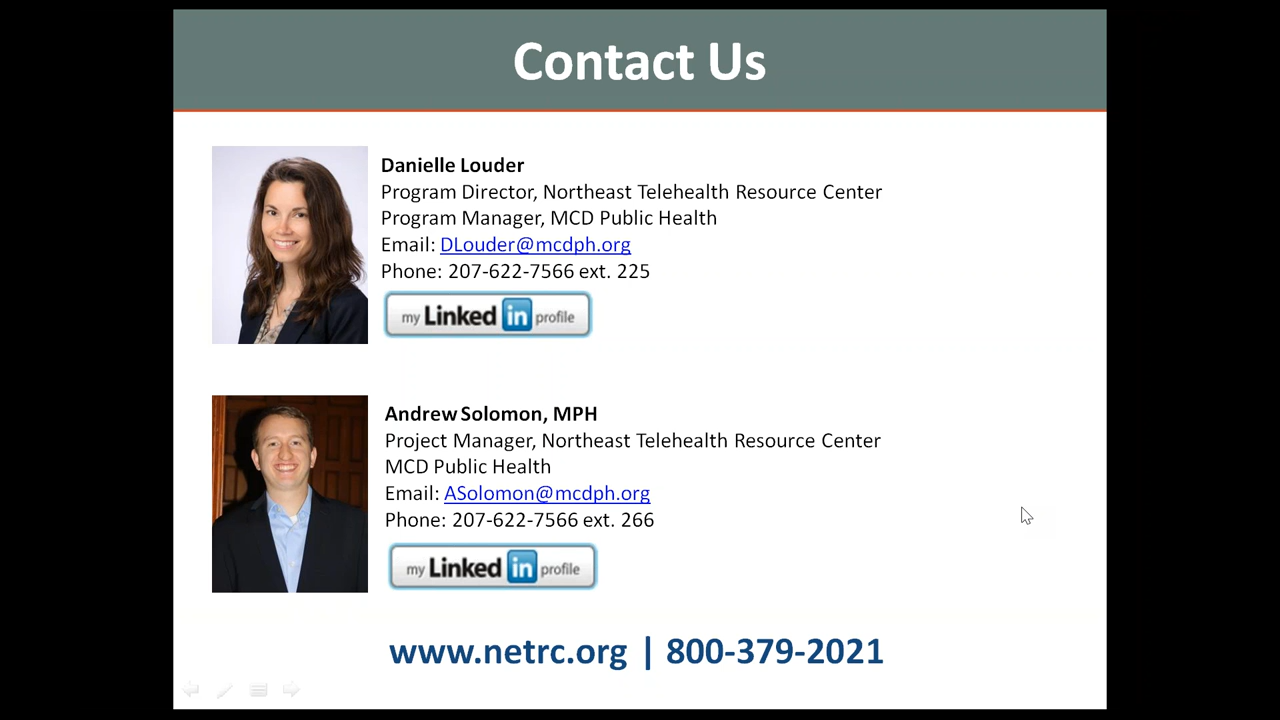 Contact Us
Danielle Louder
Program Director, Northeast Telehealth Resource Center
Program Manager, MCD Public Health
Email: DLouder@mcdph.org
Phone: 207-622-7566 ext. 225
my Linked in profile
Andrew Solomon, MPH
Project Manager, Northeast Telehealth Resource Center
MCD Public Health
Email: ASolomon@mcdph.org
Phone: 207-622-7566 ext. 266
my Linked in profile
www.netrc.org | 800-379-2021